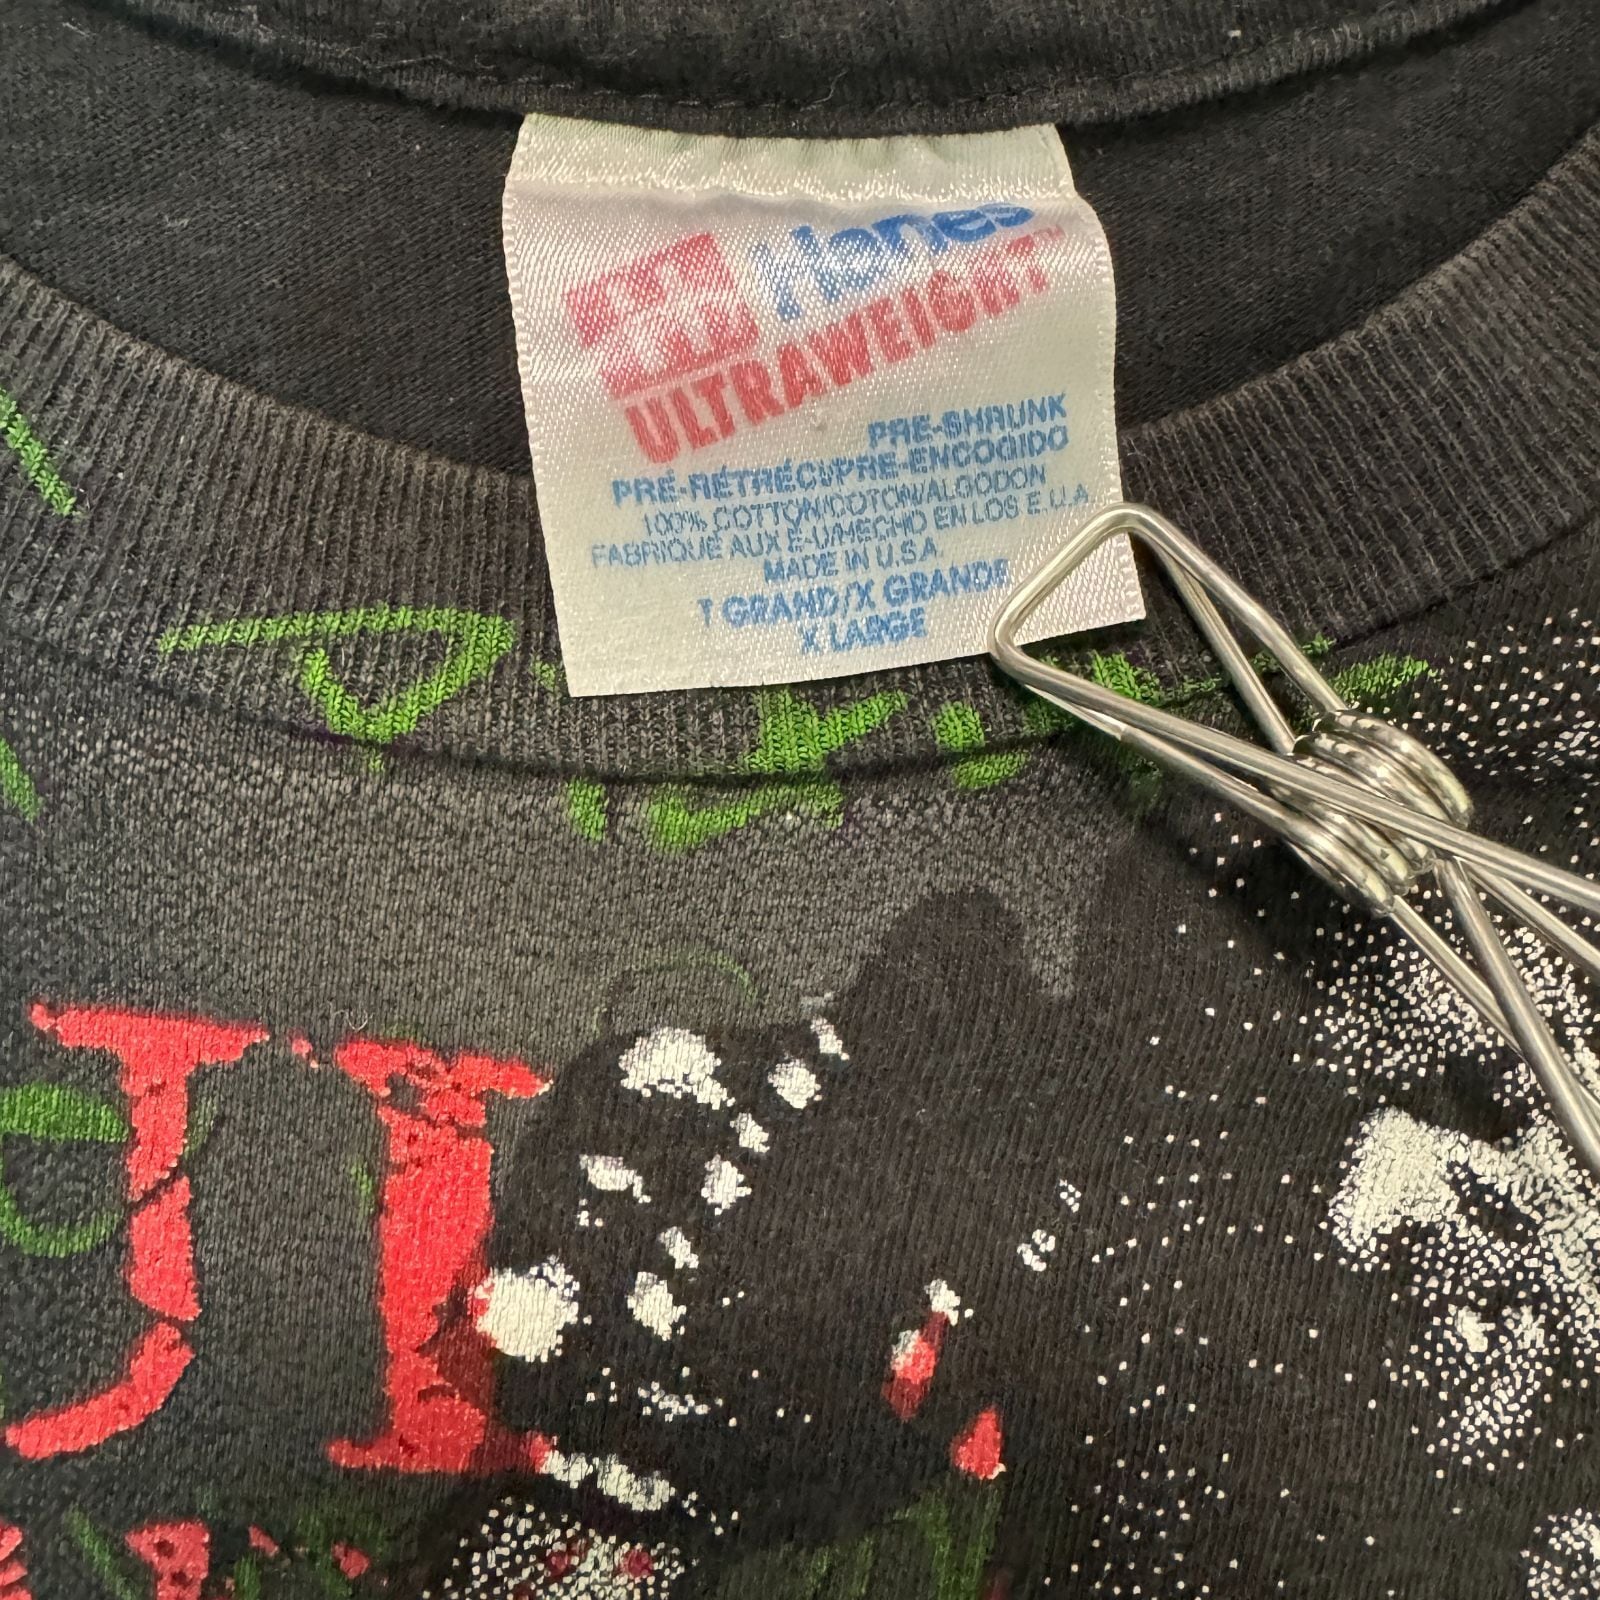 Hanes
ULTRAWEIGHT™
PRE-SHRUNK
PRÉ-RÉTRÉCI/PRE-ENCOGIDO
100% COTTON/COTON/ALGODON
FABRIQUÉ AUX É-U/HECHO EN LOS E.U.A.
MADE IN U.S.A.
T GRAND/X GRANDE
X LARGE